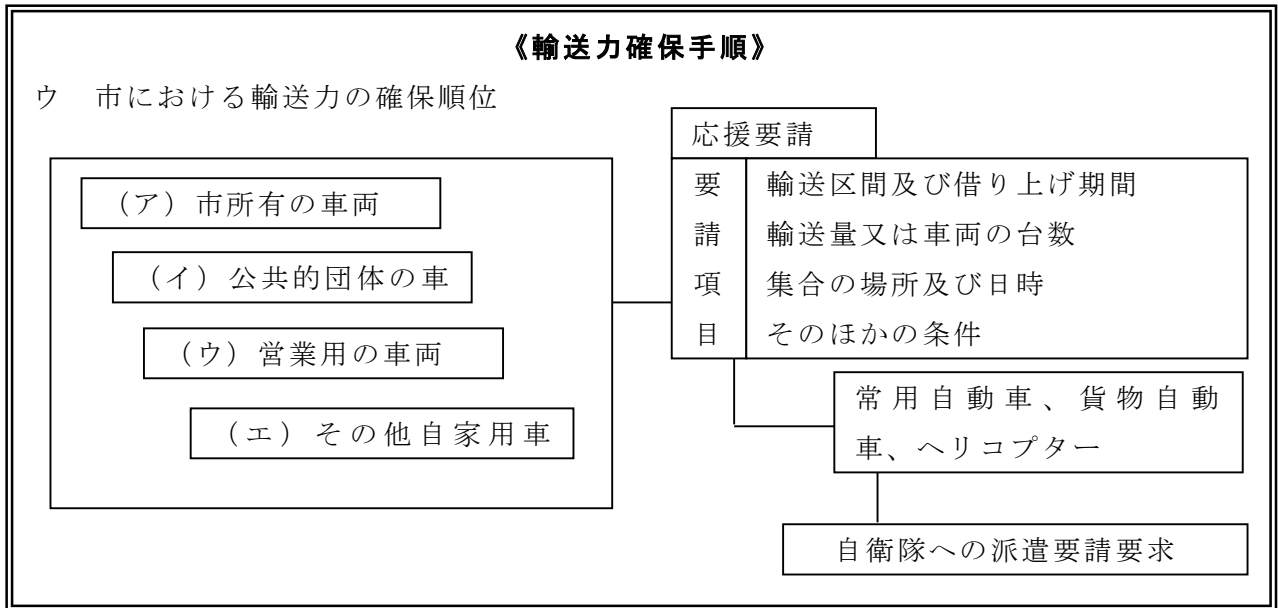 《輸送力確保手順》
ウ　市における輸送力の確保順位
（ア）市所有の車両
（イ）公共的団体の車
（ウ）営業用の車両
（エ）その他自家用車
応援要請
要請項目
輸送区間及び借り上げ期間
輸送量又は車両の台数
集合の場所及び日時
そのほかの条件
常用自動車、貨物自動
車、ヘリコプター
自衛隊への派遣要請要求